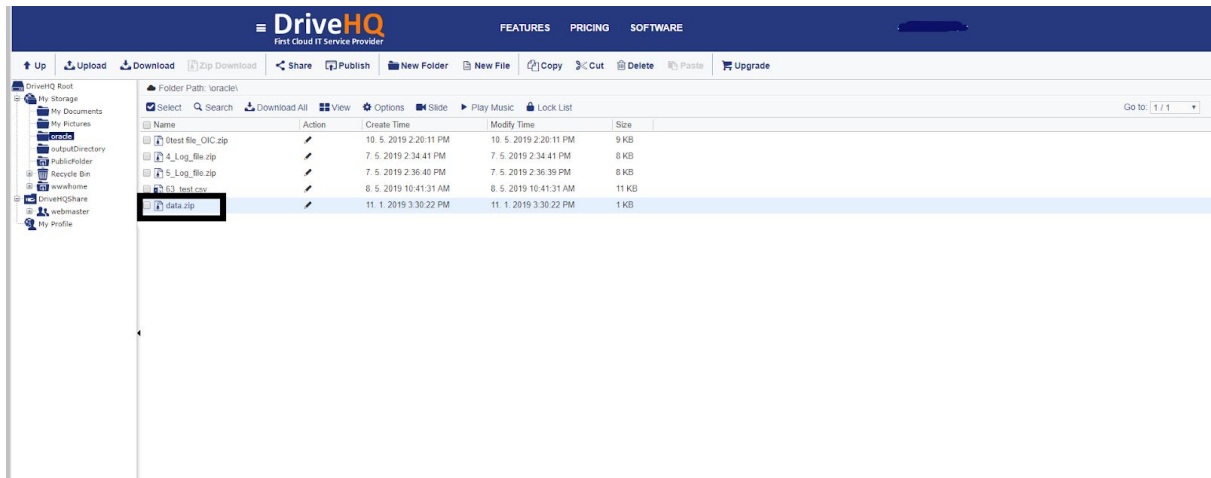 ≡ DriveHQ
First Cloud IT Service Provider
FEATURES PRICING SOFTWARE
Up Upload Download Zip Download Share Publish New Folder New File Copy Cut Delete Paste Upgrade
DriveHQ Root
My Storage
My Documents
My Pictures
oracle
outputDirectory
PublicFolder
Recycle Bin
wwwhome
DriveHQShare
webmaster
My Profile
Folder Path: \oracle\
Select Search Download All View Options Slide Play Music Lock List Go to: 1 / 1
Name Action Create Time Modify Time Size
0test file_OIC.zip 10. 5. 2019 2:20:11 PM 10. 5. 2019 2:20:11 PM 9 KB
4_Log_file.zip 7. 5. 2019 2:34:41 PM 7. 5. 2019 2:34:41 PM 8 KB
5_Log_file.zip 7. 5. 2019 2:36:40 PM 7. 5. 2019 2:36:39 PM 8 KB
63_test.csv 8. 5. 2019 10:41:31 AM 8. 5. 2019 10:41:31 AM 11 KB
data.zip 11. 1. 2019 3:30:22 PM 11. 1. 2019 3:30:22 PM 1 KB